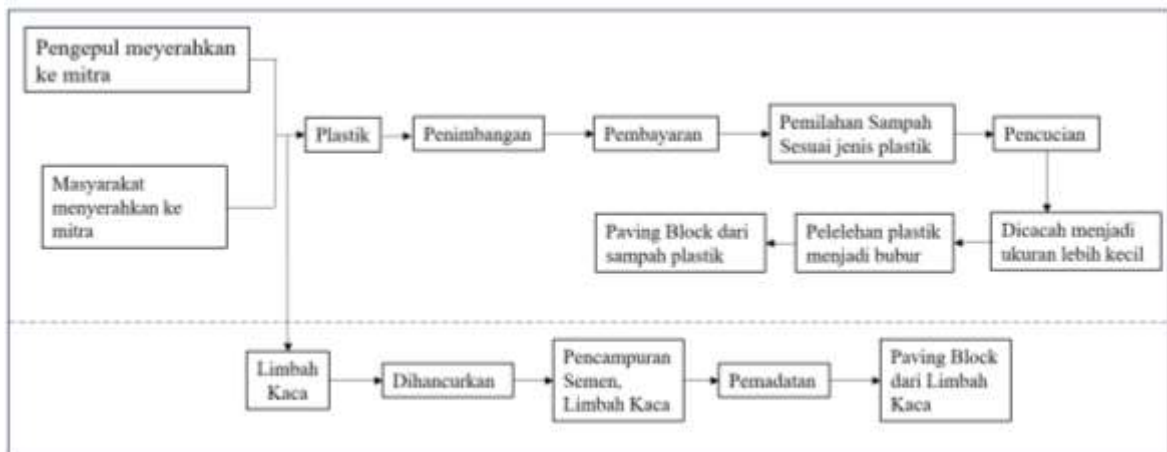 Pengepul meyerahkan
ke mitra
Masyarakat
menyerahkan ke
mitra
Plastik
Penimbangan
Pembayaran
Pemilahan Sampah
Sesuai jenis plastik
Pencucian
Dicacah menjadi
ukuran lebih kecil
Pelelehan plastik
menjadi bubur
Paving Block dari
sampah plastik
Limbah
Kaca
Dihancurkan
Pencampuran
Semen,
Limbah Kaca
Pemadatan
Paving Block
dari Limbah
Kaca